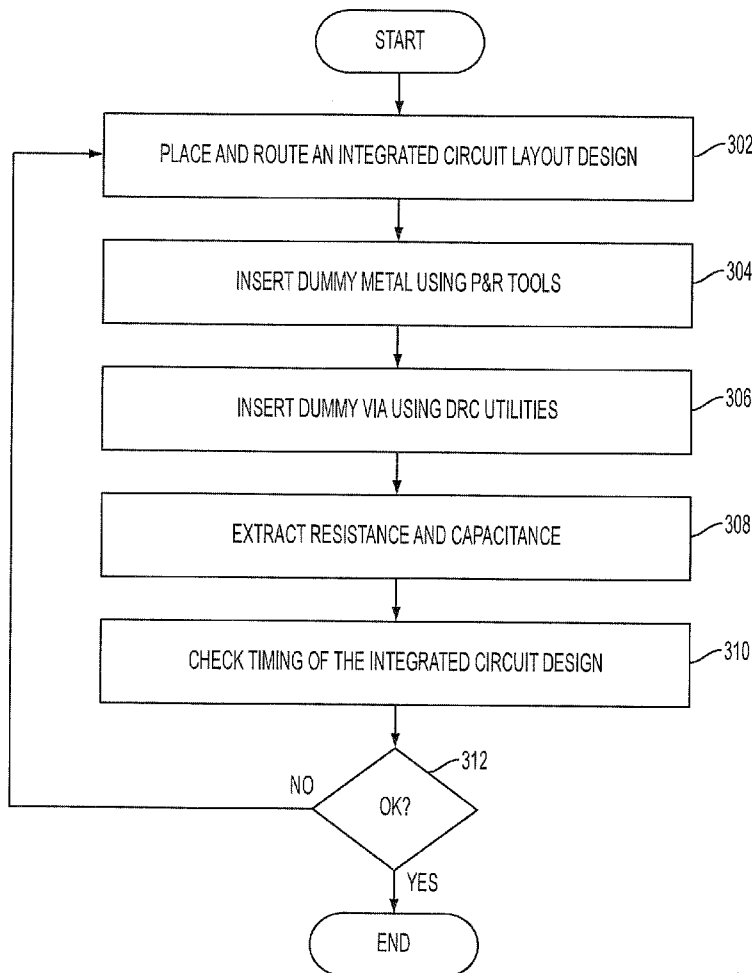 START
PLACE AND ROUTE AN INTEGRATED CIRCUIT LAYOUT DESIGN
302
INSERT DUMMY METAL USING P&R TOOLS
304
INSERT DUMMY VIA USING DRC UTILITIES
306
EXTRACT RESISTANCE AND CAPACITANCE
308
CHECK TIMING OF THE INTEGRATED CIRCUIT DESIGN
310
312
NO
OK?
YES
END